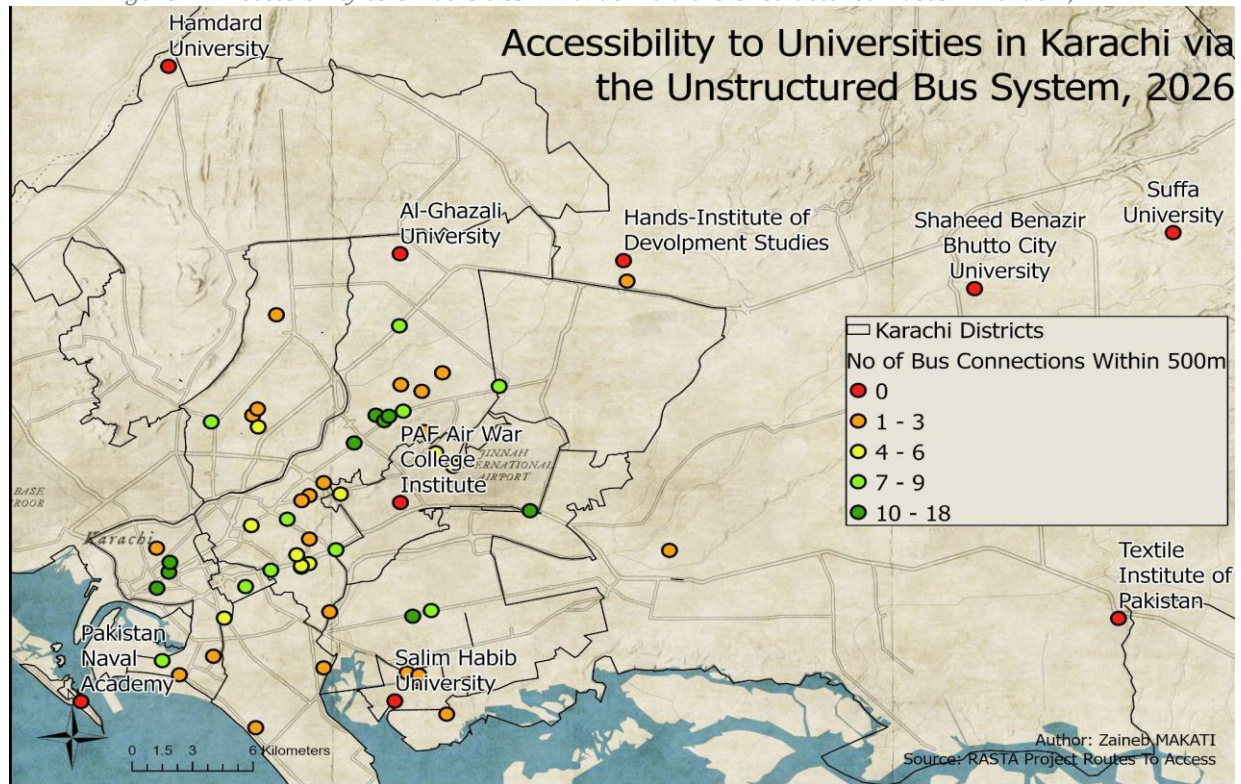 Accessibility to Universities in Karachi via
the Unstructured Bus System, 2026
Hamdard
University
Al-Ghazali
University
Hands-Institute of
Devolpment Studies
Shaheed Benazir
Bhutto City
University
Suffa
University
Karachi Districts
No of Bus Connections Within 500m
0
1 - 3
4 - 6
7 - 9
10 - 18
PAF Air War
College
Institute
JINNAH
ERNATIONAL
AIRPORT
BASE
ROOR
Karachi
Textile
Institute of
Pakistan
Pakistan
Naval
Academy
Salim Habib
University
0 1.5 3 6 Kilometers
Author: Zaineb MAKATI
Source: RASTA Project Routes To Access